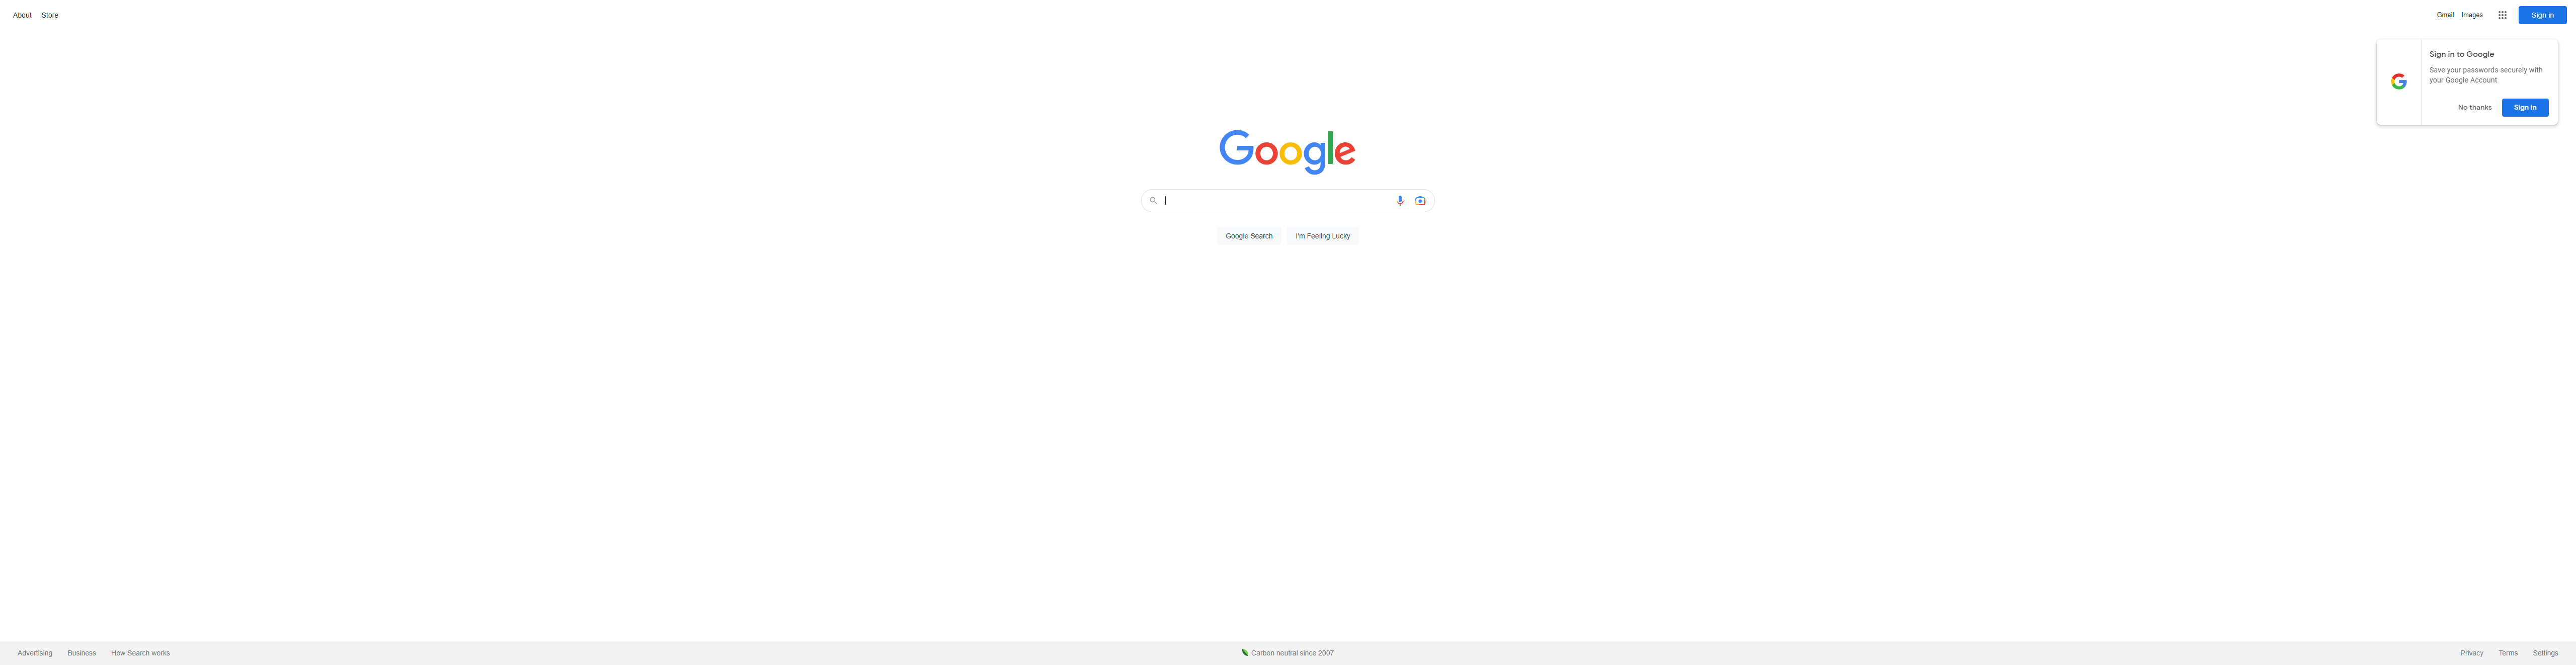 About Store
Gmail Images Sign in
Sign in to Google
Save your passwords securely with
your Google Account
No thanks Sign in
Google
Google Search I'm Feeling Lucky
Advertising Business How Search works
Carbon neutral since 2007
Privacy Terms Settings